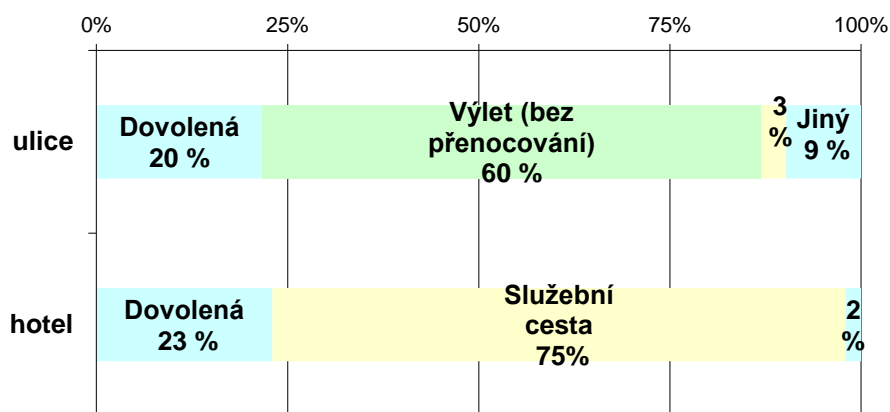 0% 25% 50% 75% 100%
ulice
Dovolená
20 %
Výlet (bez
přenocování)
60 %
3
%
Jiný
9 %
hotel
Dovolená
23 %
Služební
cesta
75%
2
%